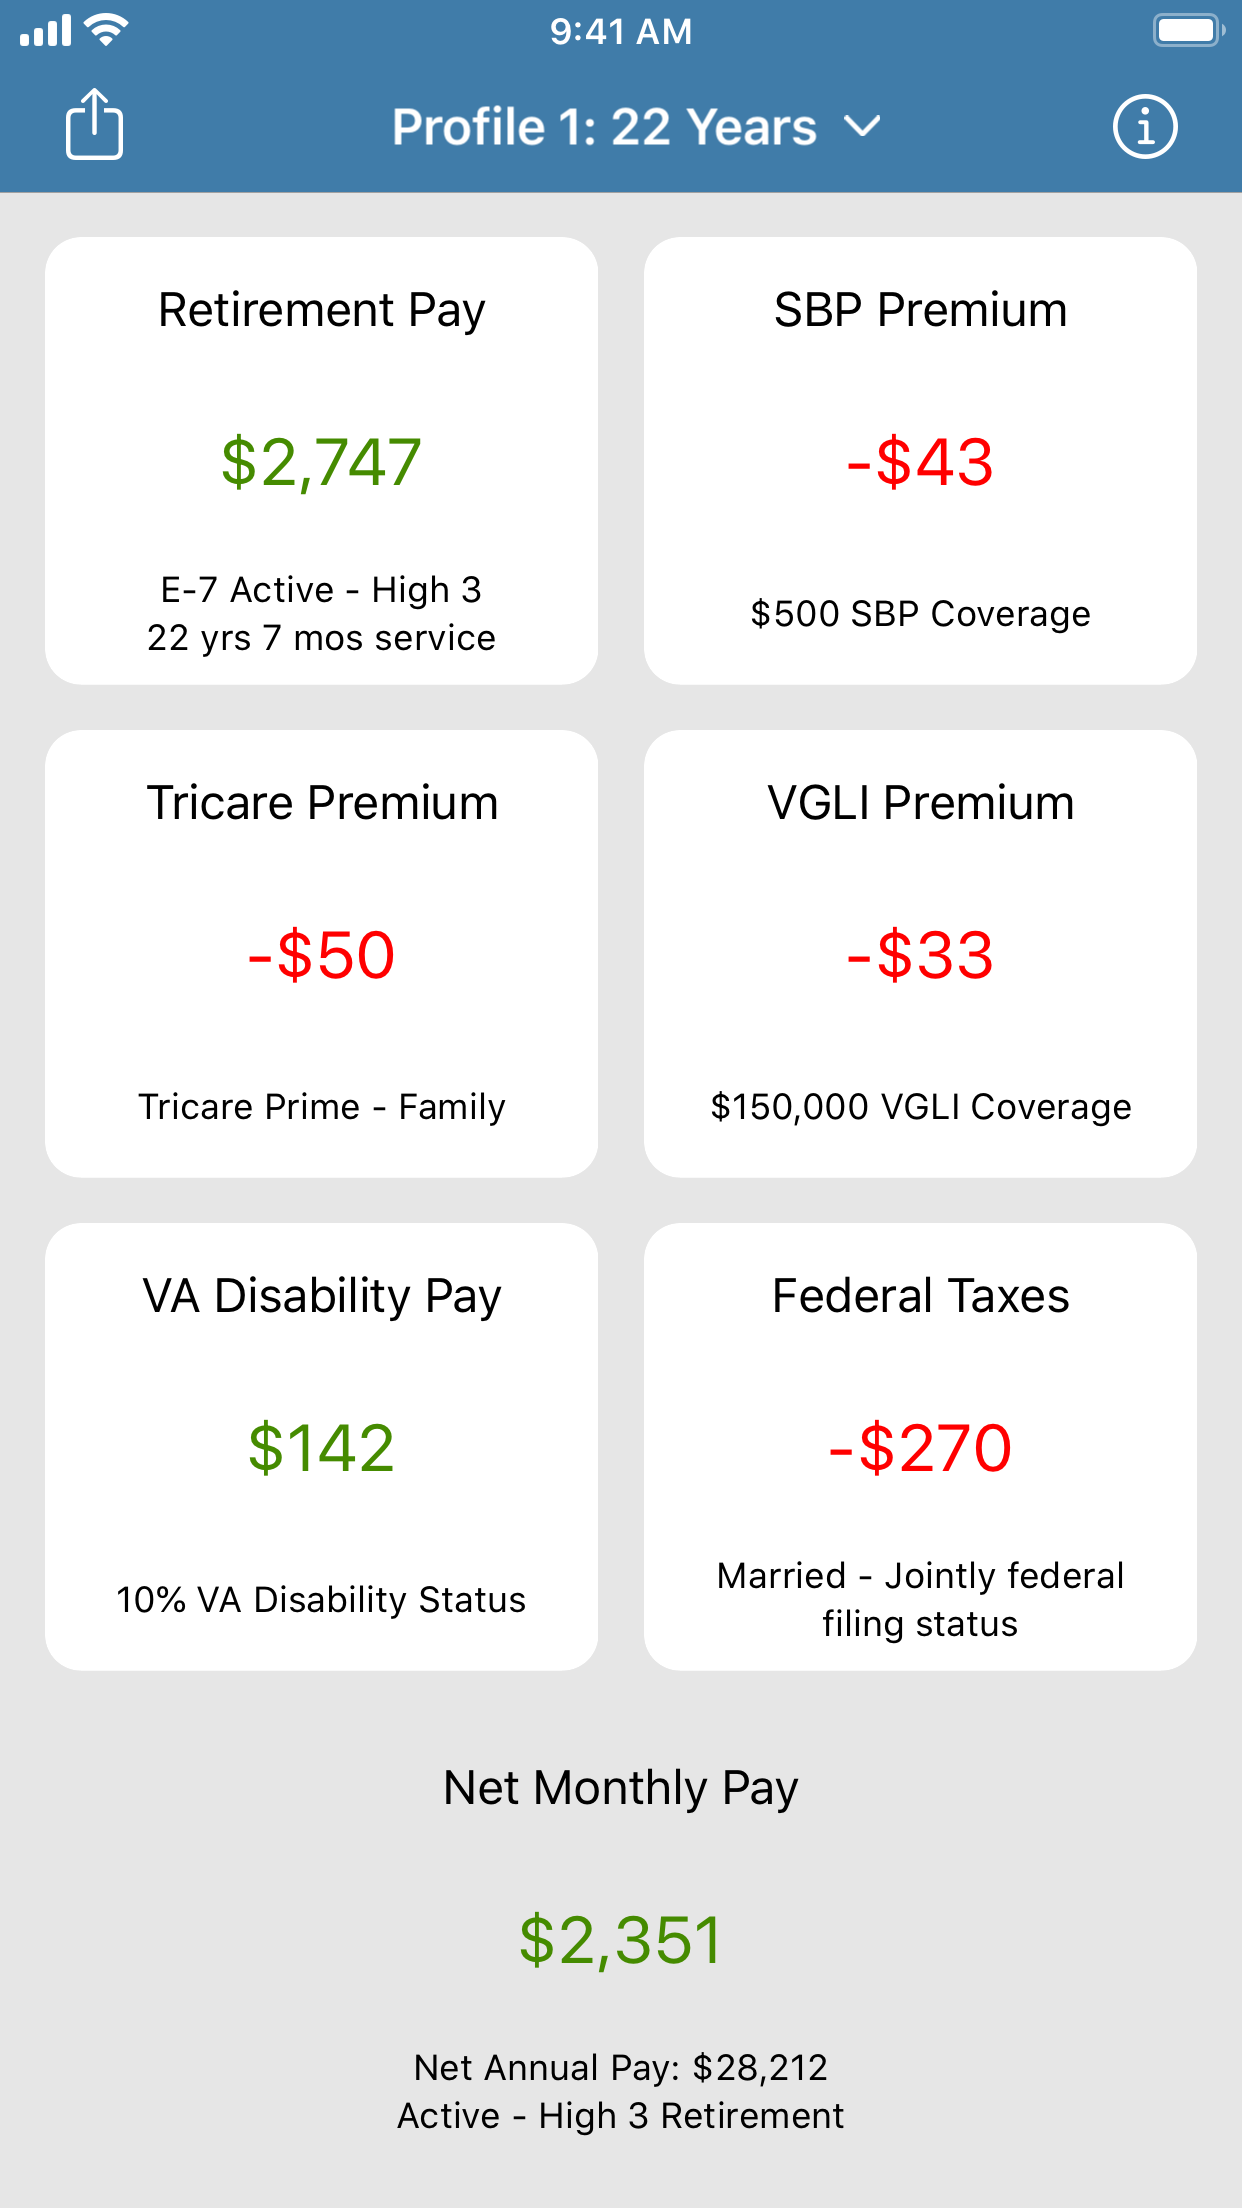 9:41 AM
Profile 1: 22 Years
Retirement Pay
$2,747
E-7 Active - High 3
22 yrs 7 mos service
SBP Premium
-$43
$500 SBP Coverage
Tricare Premium
-$50
Tricare Prime - Family
VGLI Premium
-$33
$150,000 VGLI Coverage
VA Disability Pay
$142
10% VA Disability Status
Federal Taxes
-$270
Married - Jointly federal
filing status
Net Monthly Pay
$2,351
Net Annual Pay: $28,212
Active - High 3 Retirement